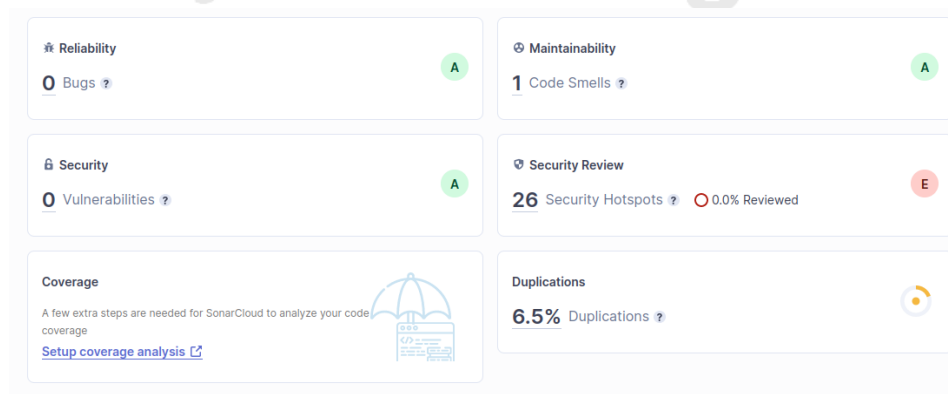 Reliability
0 Bugs ?
A
Maintainability
1 Code Smells ?
A
Security
0 Vulnerabilities ?
A
Security Review
26 Security Hotspots ? 0.0% Reviewed
E
Coverage
A few extra steps are needed for SonarCloud to analyze your code
coverage
Setup coverage analysis
</>
Duplications
6.5% Duplications ?